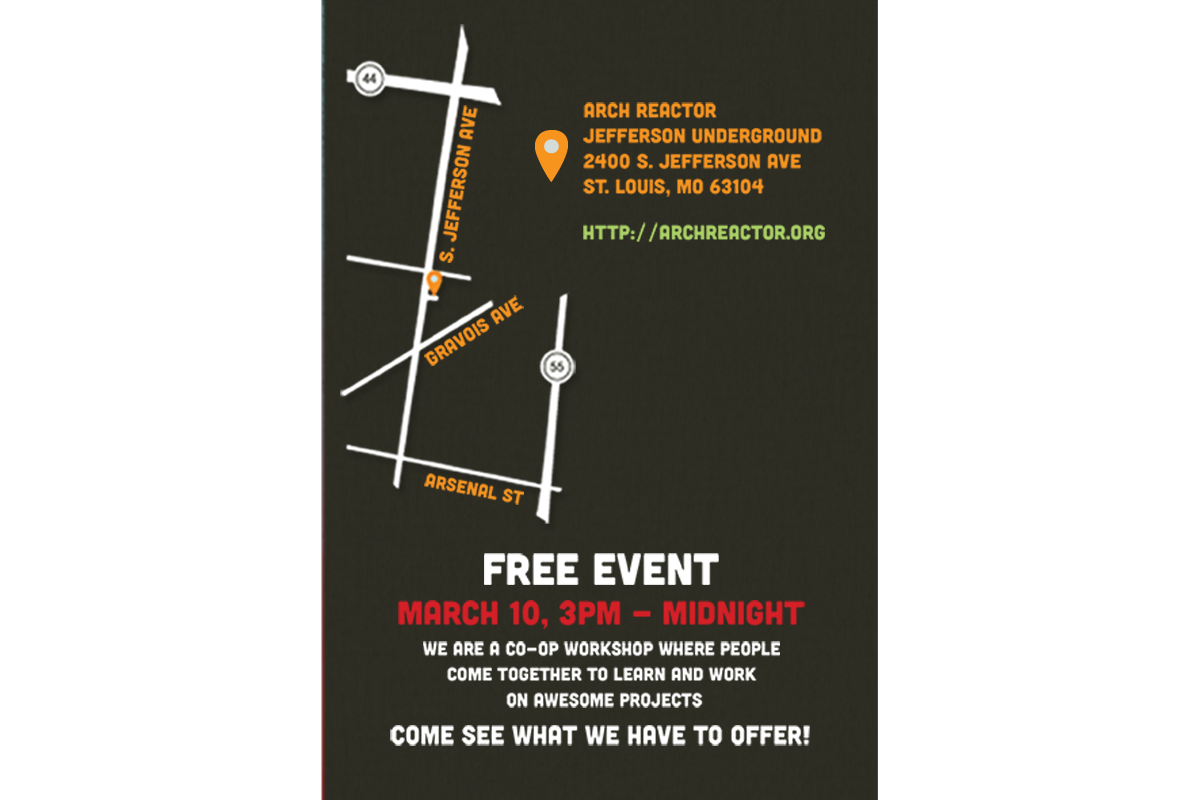 44
S. JEFFERSON AVE
GRAVOIS AVE
55
ARSENAL ST
ARCH REACTOR
JEFFERSON UNDERGROUND
2400 S. JEFFERSON AVE
ST. LOUIS, MO 63104
HTTP://ARCHREACTOR.ORG
FREE EVENT
MARCH 10, 3PM – MIDNIGHT
WE ARE A CO-OP WORKSHOP WHERE PEOPLE
COME TOGETHER TO LEARN AND WORK
ON AWESOME PROJECTS
COME SEE WHAT WE HAVE TO OFFER!